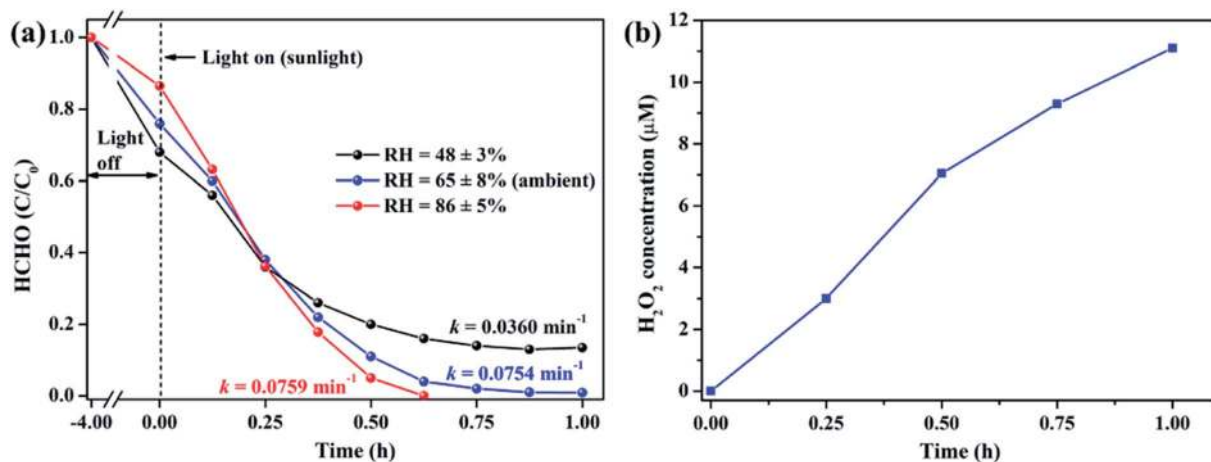 (a)
HCHO (C/C₀)
1.0
0.8
0.6
0.4
0.2
0.0
Light on (sunlight)
Light
off
RH = 48 ± 3%
RH = 65 ± 8% (ambient)
RH = 86 ± 5%
k = 0.0360 min⁻¹
k = 0.0759 min⁻¹
k = 0.0754 min⁻¹
-4.00 0.00 0.25 0.50 0.75 1.00
Time (h)
(b)
H₂O₂ concentration (μM)
12
10
8
6
4
2
0
0.00 0.25 0.50 0.75 1.00
Time (h)